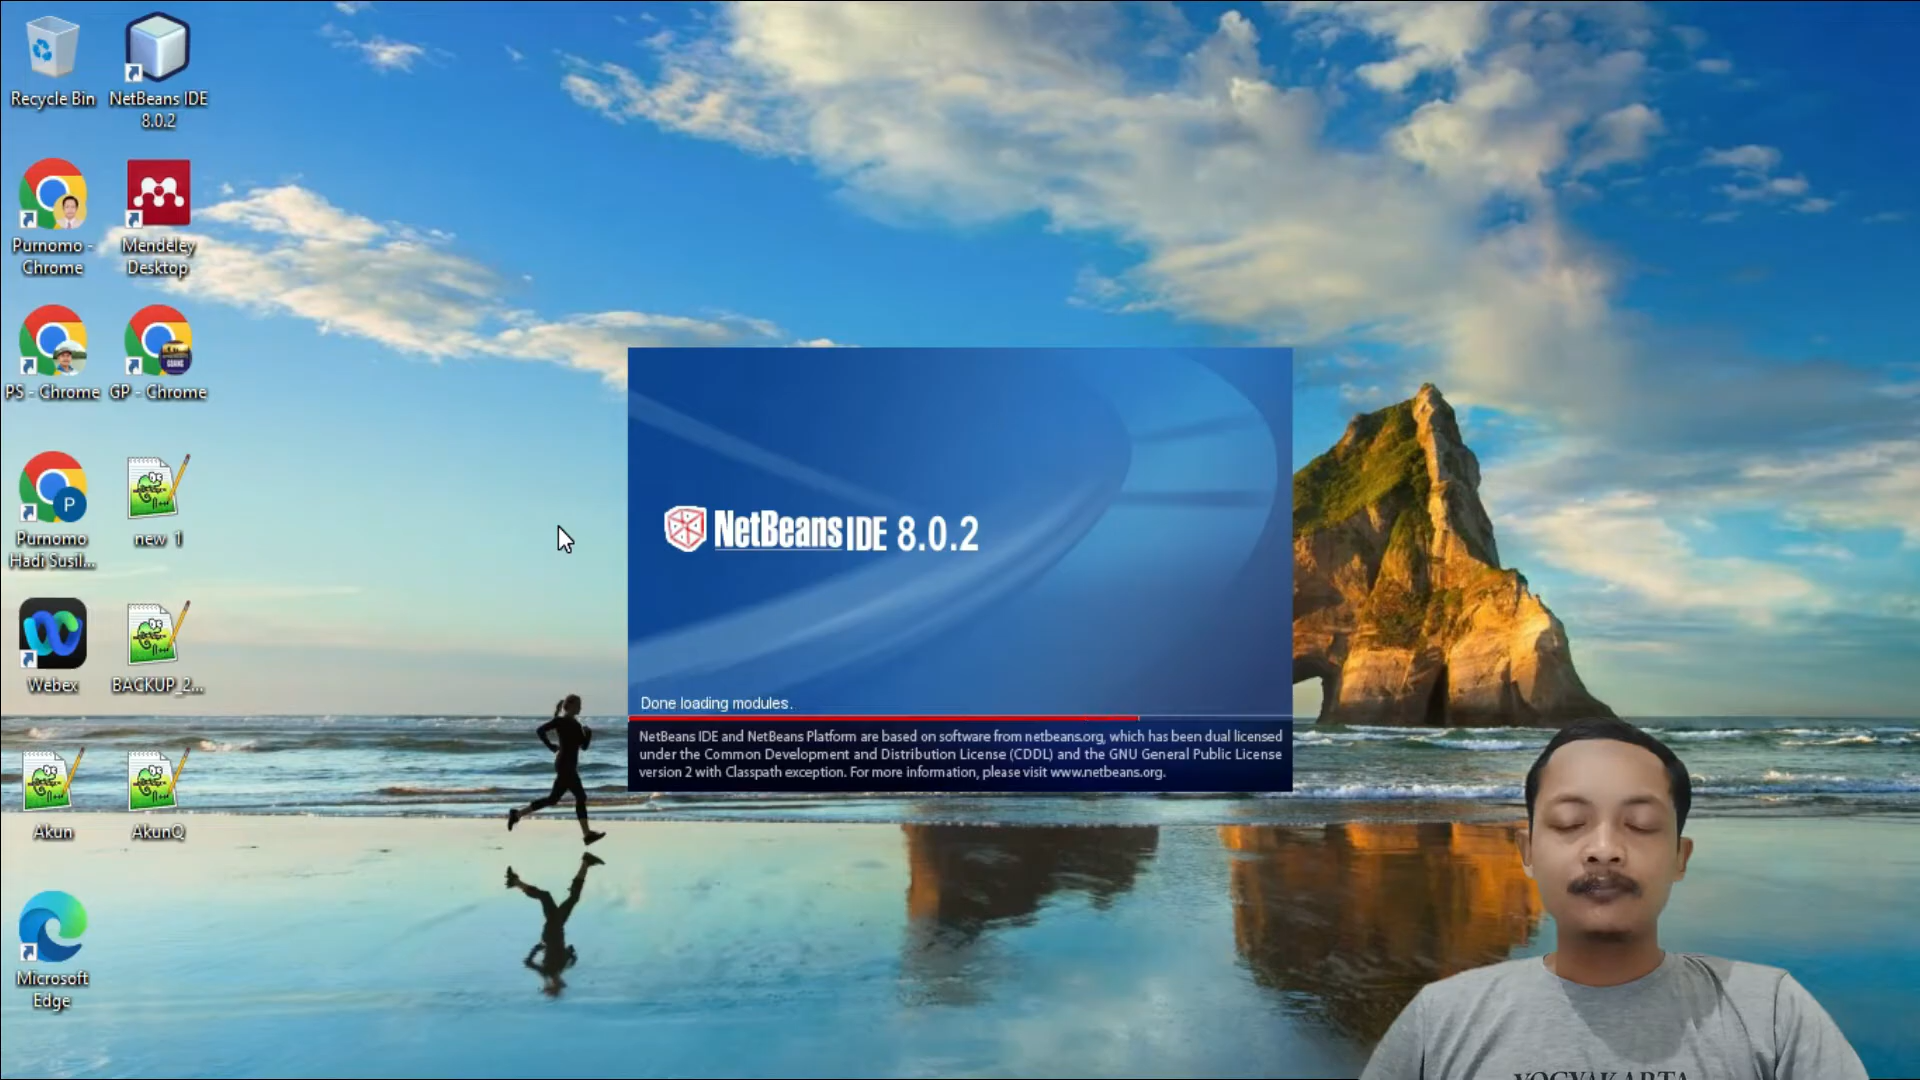 Recycle Bin
NetBeans IDE
8.0.2
Purnomo -
Chrome
Mendeley
Desktop
PS - Chrome
GP - Chrome
P
Purnomo
Hadi Susil...
new 1
Webex
BACKUP_2...
Akun
AkunQ
Microsoft
Edge
NetBeans IDE 8.0.2
Done loading modules.
NetBeans IDE and NetBeans Platform are based on software from netbeans.org, which has been dual licensed
under the Common Development and Distribution License (CDDL) and the GNU General Public License
version 2 with Classpath exception. For more information, please visit www.netbeans.org.
YOGYAKARTA